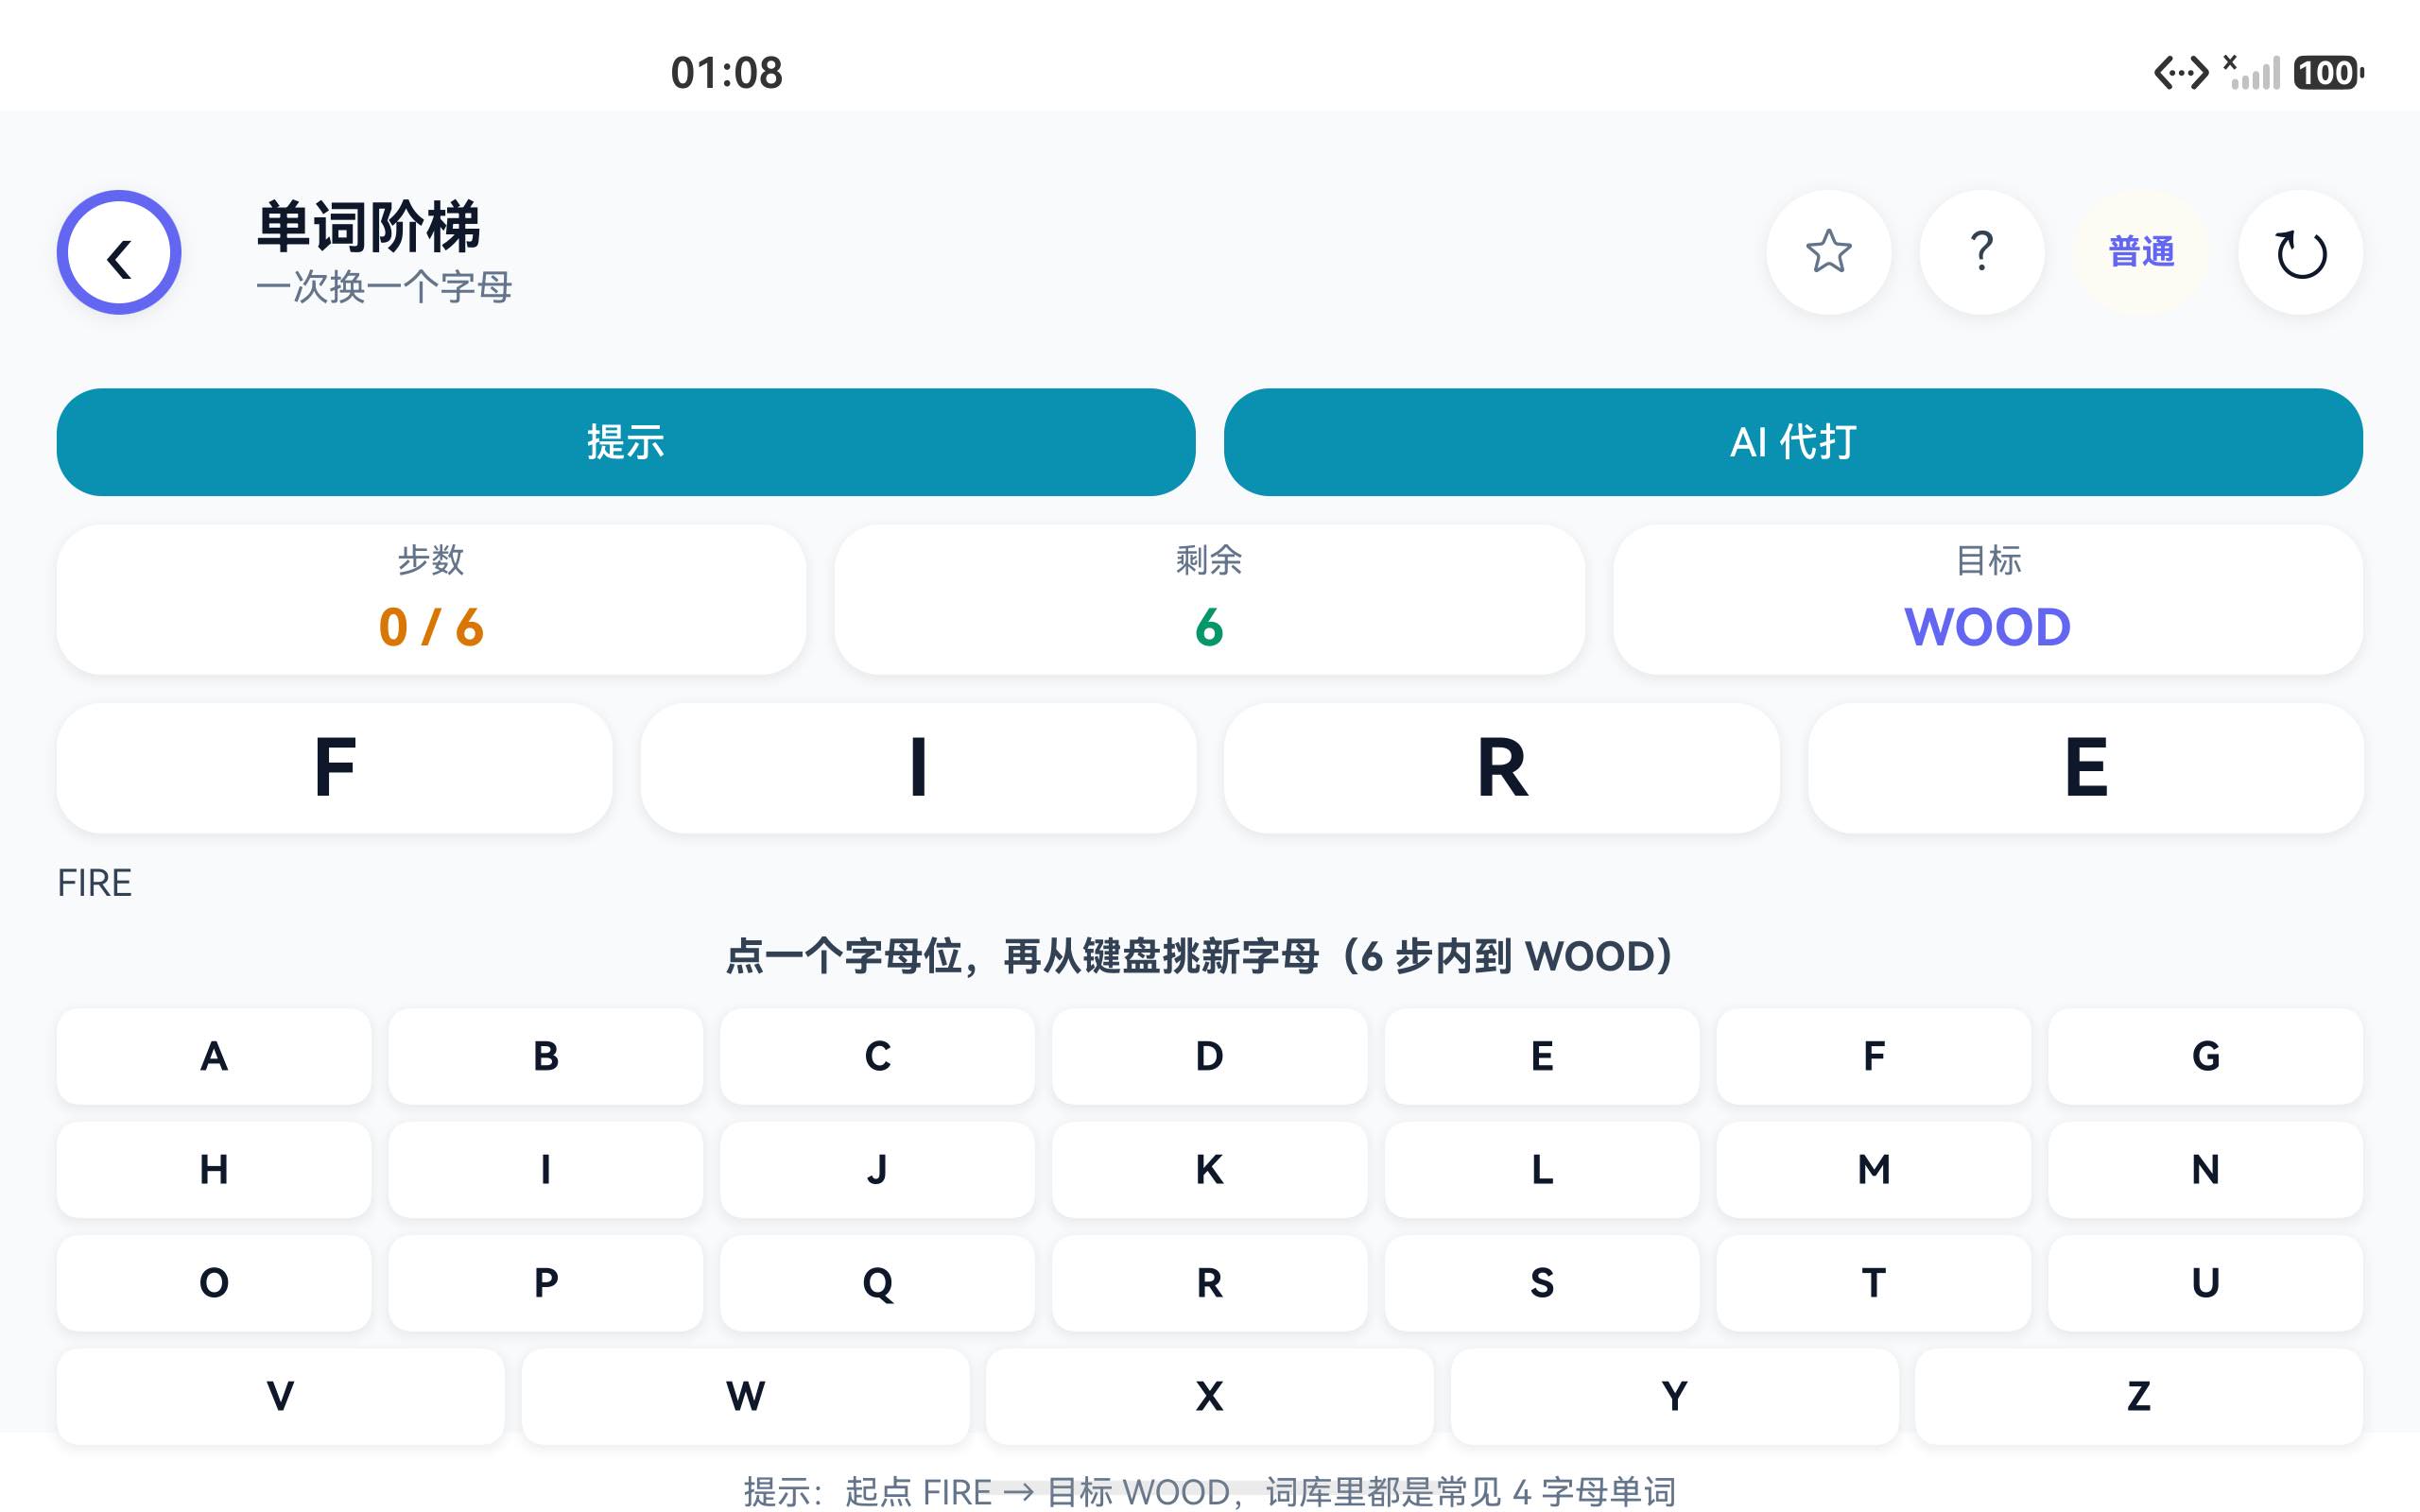 01:08
100
单词阶梯
一次换一个字母
?
普通
提示
AI 代打
步数
剩余
目标
0 / 6
6
WOOD
F I R E
FIRE
点一个字母位，再从键盘挑新字母（6 步内到 WOOD）
A B C D E F G
H I J K L M N
O P Q R S T U
V W X Y Z
提示：起点 FIRE → 目标 WOOD，词库里都是常见 4 字母单词